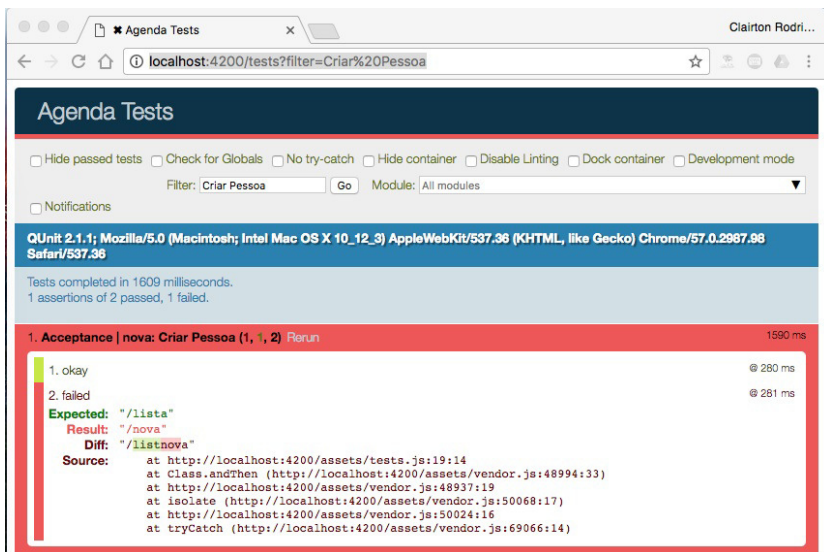 ✖ Agenda Tests
Clairton Rodri...
localhost:4200/tests?filter=Criar%20Pessoa
Agenda Tests
Hide passed tests Check for Globals No try-catch Hide container Disable Linting Dock container Development mode
Filter: Criar Pessoa Go Module: All modules
Notifications
QUnit 2.1.1; Mozilla/5.0 (Macintosh; Intel Mac OS X 10_12_3) AppleWebKit/537.36 (KHTML, like Gecko) Chrome/57.0.2987.98
Safari/537.36
Tests completed in 1609 milliseconds.
1 assertions of 2 passed, 1 failed.
1. Acceptance | nova: Criar Pessoa (1, 1, 2) Rerun 1590 ms
1. okay @ 280 ms
2. failed @ 281 ms
Expected: "/lista"
Result: "/nova"
Diff: "/listnova"
Source: at http://localhost:4200/assets/tests.js:19:14
at Class.andThen (http://localhost:4200/assets/vendor.js:48994:33)
at http://localhost:4200/assets/vendor.js:48937:19
at isolate (http://localhost:4200/assets/vendor.js:50068:17)
at http://localhost:4200/assets/vendor.js:50024:16
at tryCatch (http://localhost:4200/assets/vendor.js:69066:14)